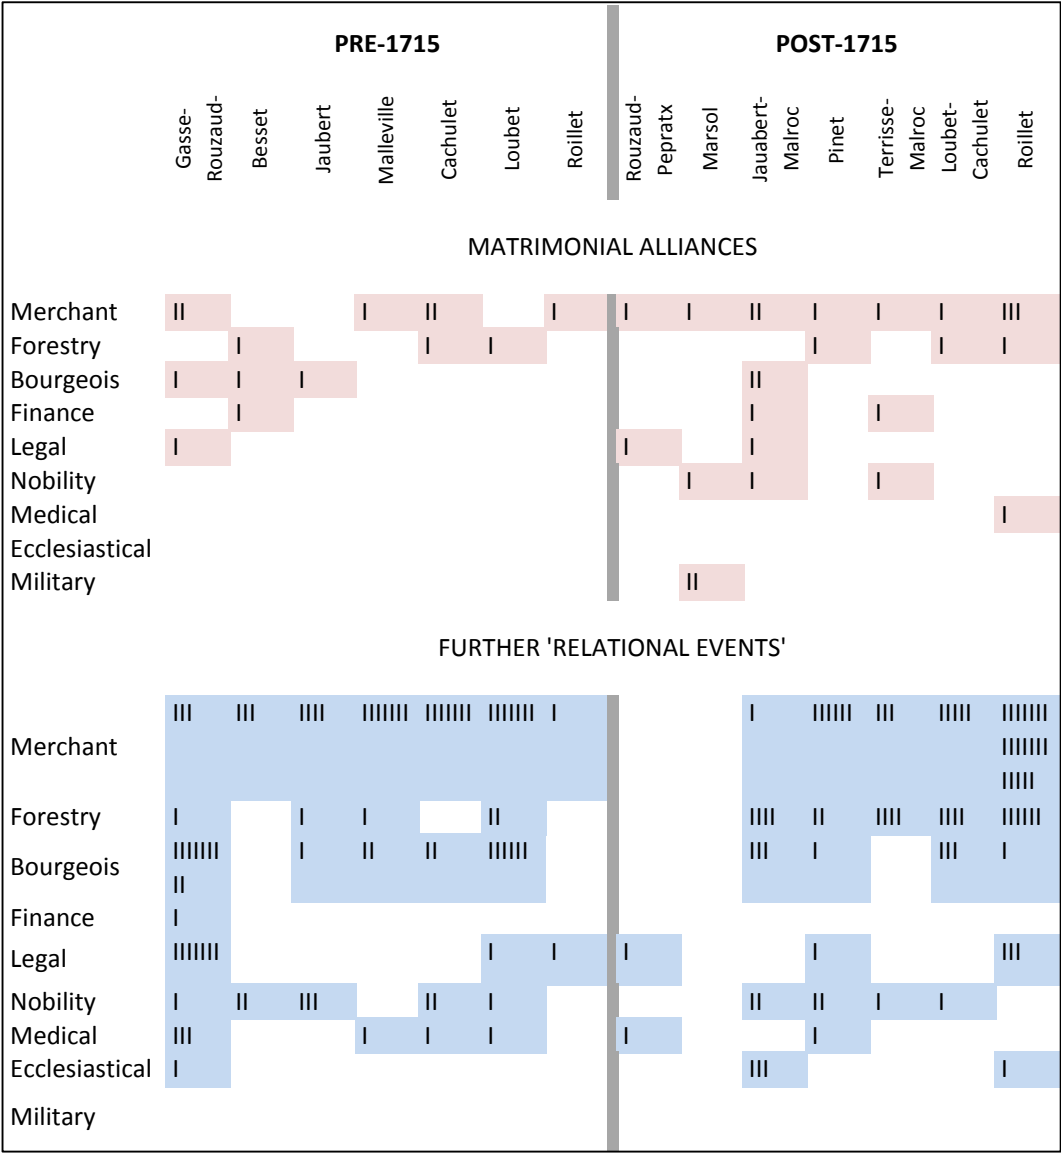 PRE-1715 POST-1715
Gasse-
Rouzaud-
Besset
Jaubert
Malleville
Cachulet
Loubet
Roillet
Rouzaud-
Pepratx
Marsol
Jauabert-
Malroc
Pinet
Terrisse-
Malroc
Loubet-
Cachulet
Roillet
MATRIMONIAL ALLIANCES
Merchant II I II I I I II I I I III
Forestry I I I I I I
Bourgeois I I I II
Finance I I I
Legal I I I
Nobility I I I
Medical I
Ecclesiastical
Military II
FURTHER 'RELATIONAL EVENTS'
III III IIII IIIIIII IIIIIII IIIIIII I I IIIIII III IIIII IIIIIII
Merchant IIIIIII
IIIII
Forestry I I I II IIII II IIII IIII IIIIII
Bourgeois IIIIIII I II II IIIIII III I III I
II
Finance I
Legal IIIIIII I I I I III
Nobility I II III II I II II I I
Medical III I I I I I
Ecclesiastical I III I
Military